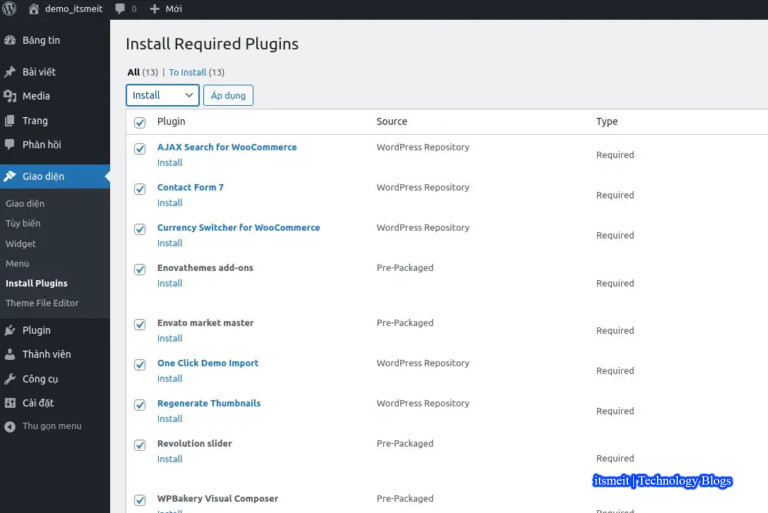 demo_itsmeit 0 Mới
Bảng tin
Bài viết
Media
Trang
Phản hồi
Giao diện
Giao diện
Tùy biến
Widget
Menu
Install Plugins
Theme File Editor
Plugin
Thành viên
Công cụ
Cài đặt
Thu gọn menu
Install Required Plugins
All (13) | To Install (13)
Install Áp dụng
Plugin Source Type
AJAX Search for WooCommerce WordPress Repository Required
Install
Contact Form 7 WordPress Repository Required
Install
Currency Switcher for WooCommerce WordPress Repository Required
Install
Enovathemes add-ons Pre-Packaged Required
Install
Envato market master Pre-Packaged Required
Install
One Click Demo Import WordPress Repository Required
Install
Regenerate Thumbnails WordPress Repository Required
Install
Revolution slider Pre-Packaged Required
Install
itsmeit | Technology Blogs
WPBakery Visual Composer Pre-Packaged